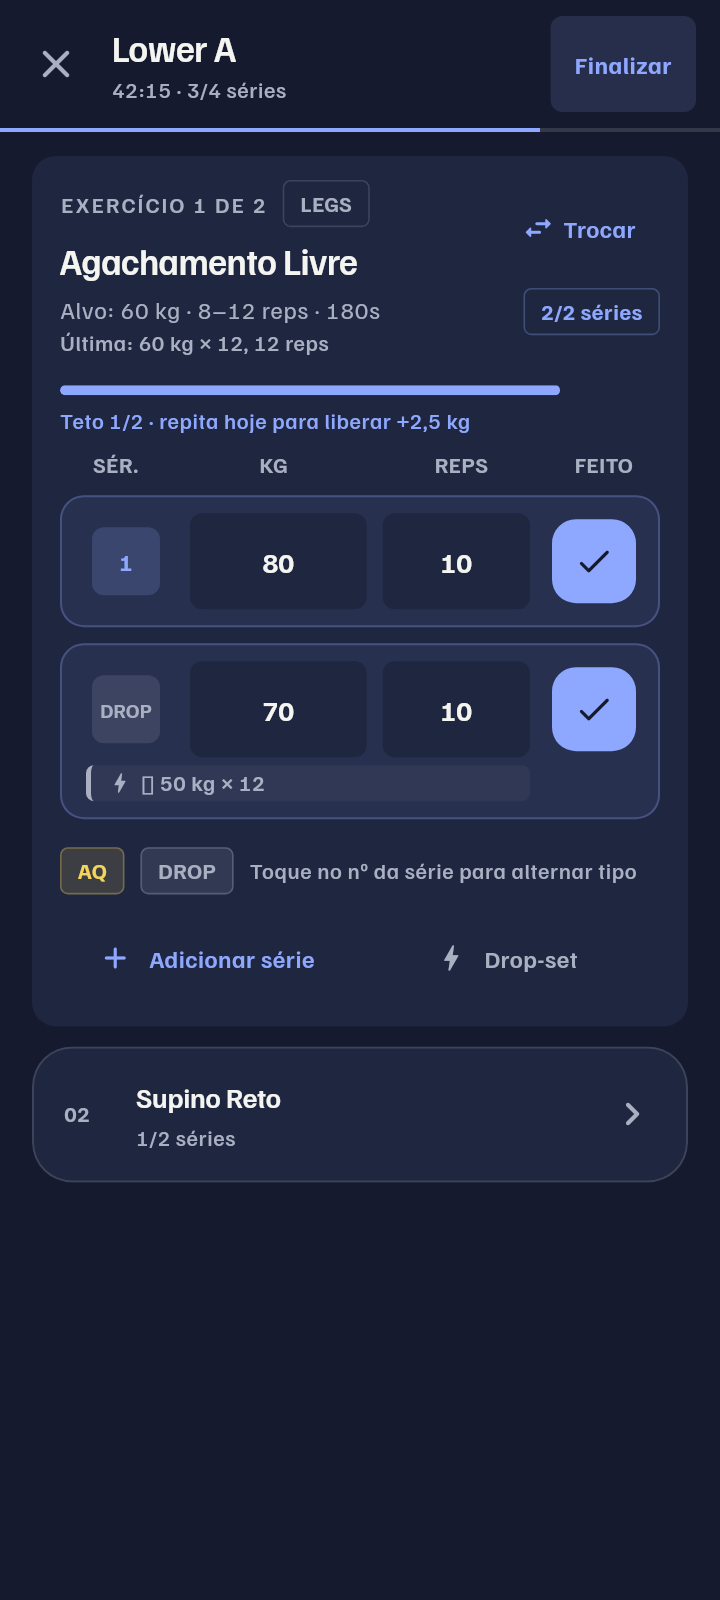 Lower A
42:15 · 3/4 séries
Finalizar
EXERCÍCIO 1 DE 2
LEGS
Trocar
Agachamento Livre
Alvo: 60 kg · 8–12 reps · 180s
2/2 séries
Última: 60 kg × 12, 12 reps
Teto 1/2 · repita hoje para liberar +2,5 kg
SÉR. KG REPS FEITO
1 80 10
DROP 70 10
50 kg × 12
AQ DROP Toque no nº da série para alternar tipo
Adicionar série
Drop-set
02
Supino Reto
1/2 séries